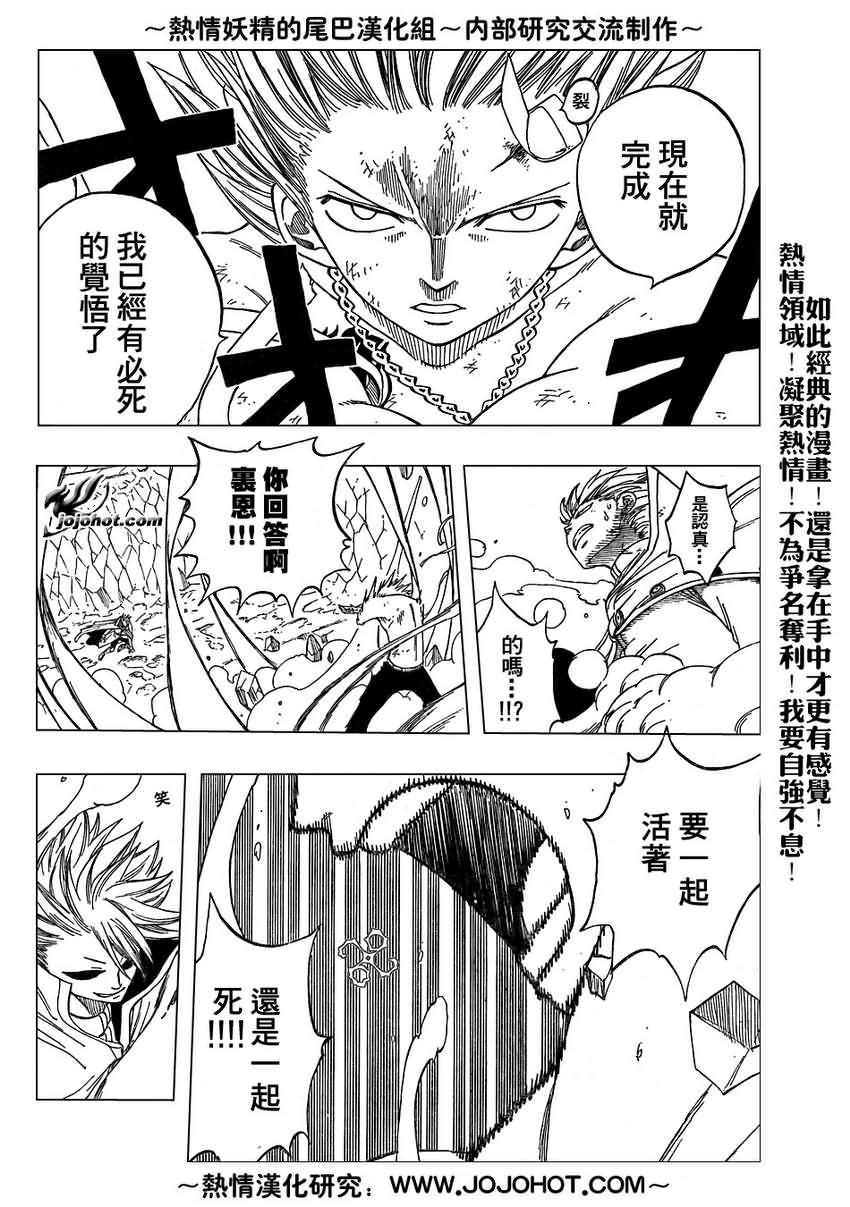 ～熱情妖精的尾巴漢化組～内部研究交流制作～
裂
現在就
完成
我已經有必死
的覺悟了
如此經典的漫畫！還是拿在手中才更有感覺！
熱情領域！凝聚熱情！不為爭名奪利！我要自強不息！
是認真…
的嗎…!!?
你回答啊
裏恩!!!
jojohot.com
要一起
活著
還是一起
死!!!!
笑
～熱情漢化研究：WWW.JOJOHOT.COM～